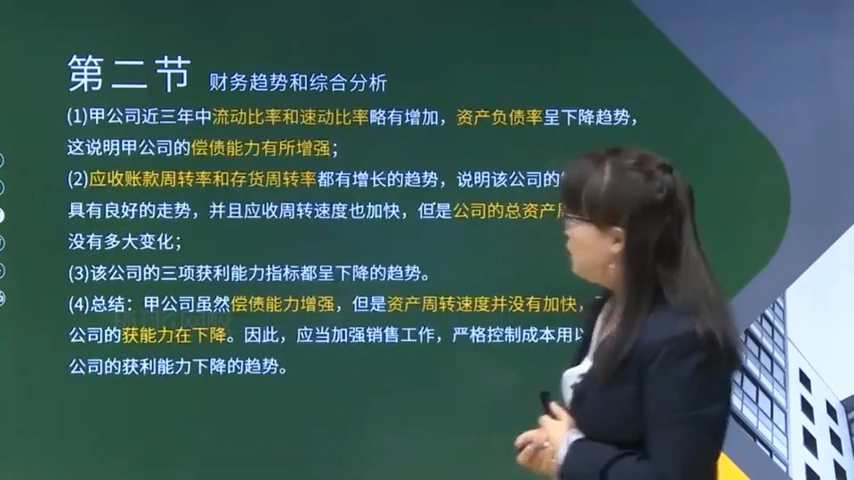 第二节 财务趋势和综合分析
(1)甲公司近三年中流动比率和速动比率略有增加，资产负债率呈下降趋势，
这说明甲公司的偿债能力有所增强；
(2)应收账款周转率和存货周转率都有增长的趋势，说明该公司的
具有良好的走势，并且应收周转速度也加快，但是公司的总资产
没有多大变化；
(3)该公司的三项获利能力指标都呈下降的趋势。
(4)总结：甲公司虽然偿债能力增强，但是资产周转速度并没有加快，
公司的获能力在下降。因此，应当加强销售工作，严格控制成本用
公司的获利能力下降的趋势。